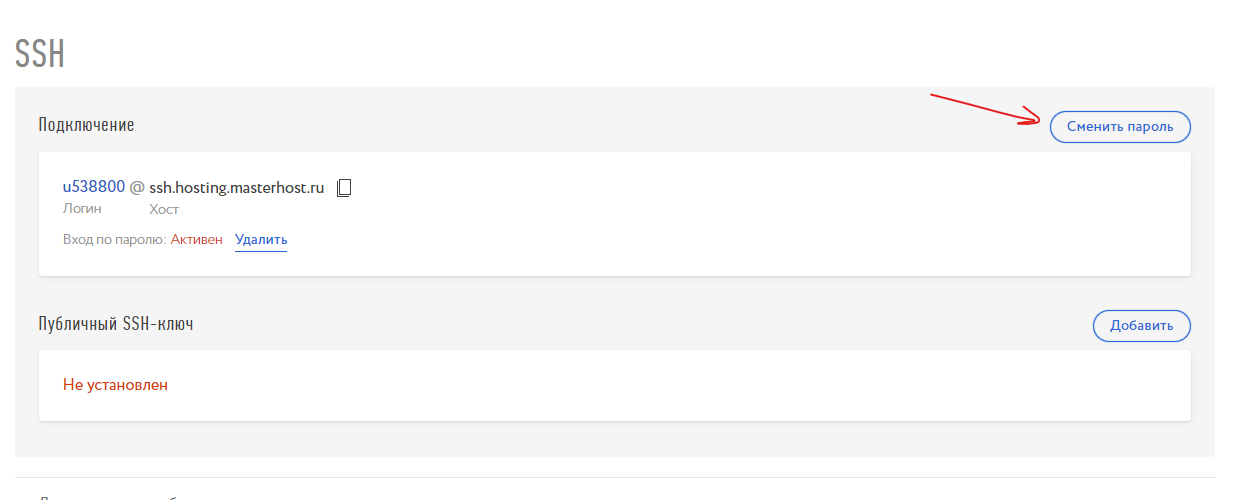 SSH
Подключение
Сменить пароль
u538800 @ ssh.hosting.masterhost.ru
Логин Хост
Вход по паролю: Активен Удалить
Публичный SSH-ключ
Добавить
Не установлен